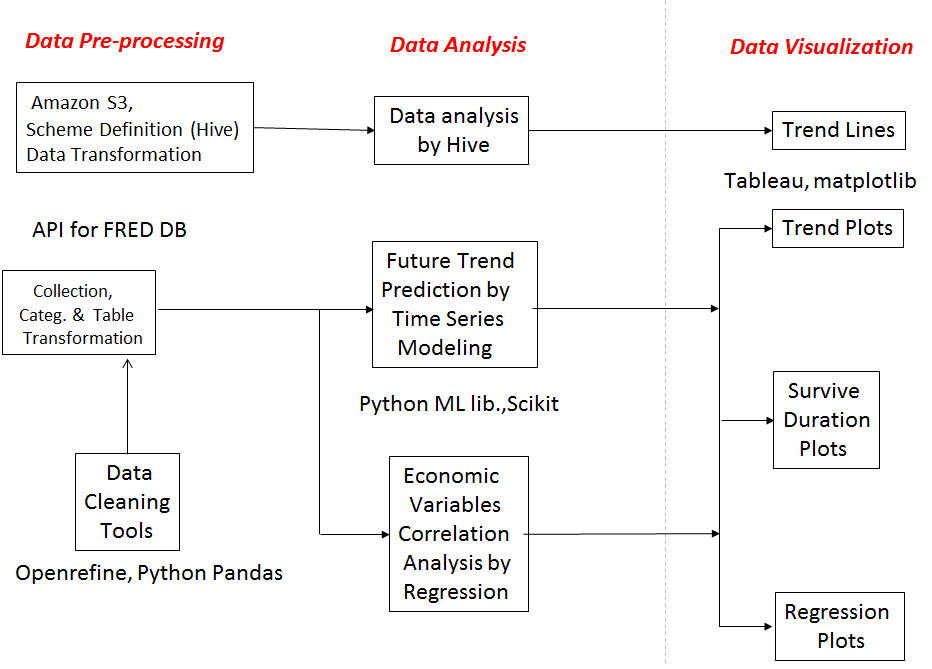 Data Pre-processing
Data Analysis
Data Visualization
Amazon S3,
Scheme Definition (Hive)
Data Transformation
Data analysis
by Hive
Trend Lines
Tableau, matplotlib
API for FRED DB
Trend Plots
Collection,
Categ. & Table
Transformation
Future Trend
Prediction by
Time Series
Modeling
Python ML lib.,Scikit
Survive
Duration
Plots
Data
Cleaning
Tools
Openrefine, Python Pandas
Economic
Variables
Correlation
Analysis by
Regression
Regression
Plots